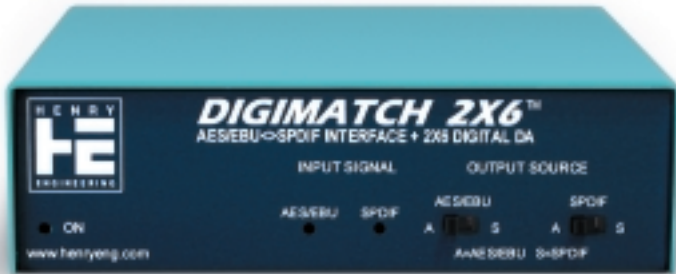 HENRY
HE
ENGINEERING
DIGIMATCH 2X6™
AES/EBU<>SPDIF INTERFACE + 2X6 DIGITAL DA
INPUT SIGNAL OUTPUT SOURCE
AES/EBU SPDIF
AES/EBU SPDIF
A S A S
A=AES/EBU S=SPDIF
ON
www.henryeng.com